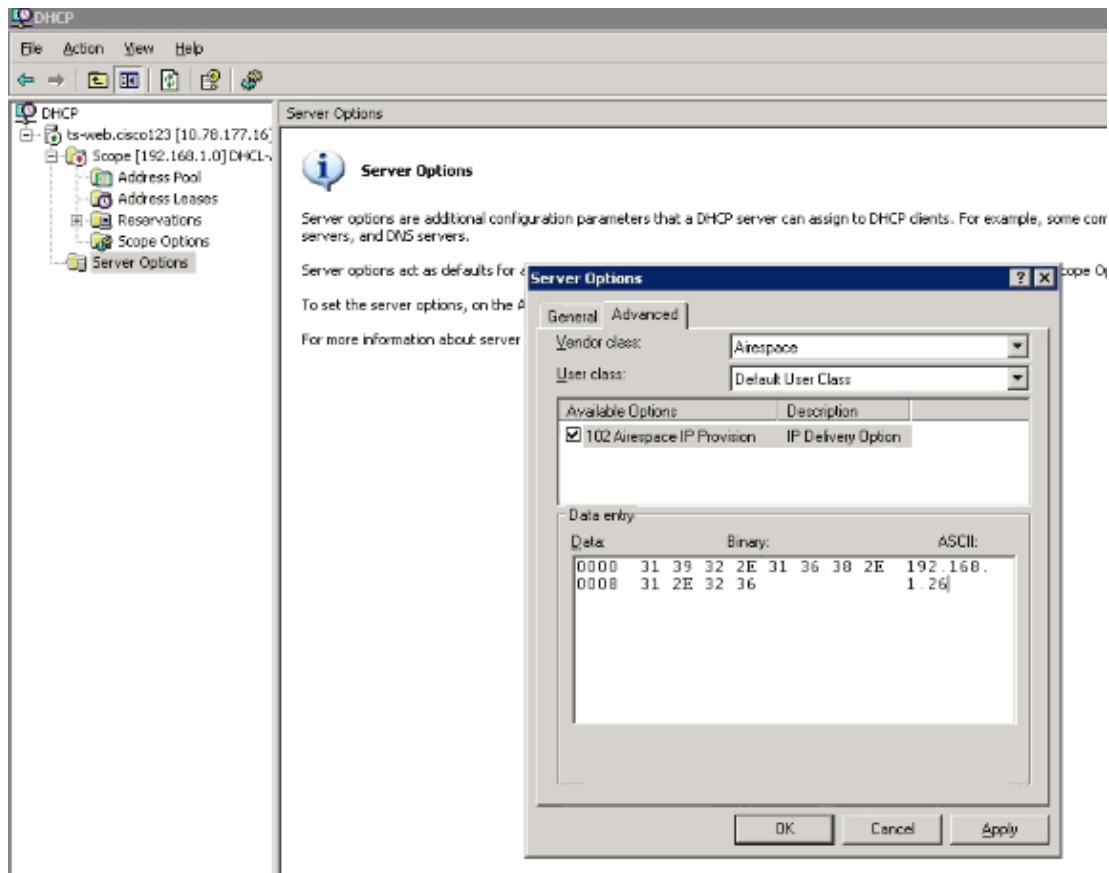 DHCP
File Action View Help
DHCP
ts-web.cisco123 [10.78.177.16]
Scope [192.168.1.0] DHCL-
Address Pool
Address Leases
Reservations
Scope Options
Server Options
Server Options
Server Options
Server options are additional configuration parameters that a DHCP server can assign to DHCP clients. For example, some com
servers, and DNS servers.
Server options act as defaults for a
cope Op
To set the server options, on the A
For more information about server
Server Options
General Advanced
Vendor class: Airespace
User class: Default User Class
Available Options Description
102 Airespace IP Provision IP Delivery Option
Data entry
Data: Binary: ASCII:
0000 31 39 32 2E 31 36 38 2E 192.168.
0008 31 2E 32 36 1.26
OK Cancel Apply